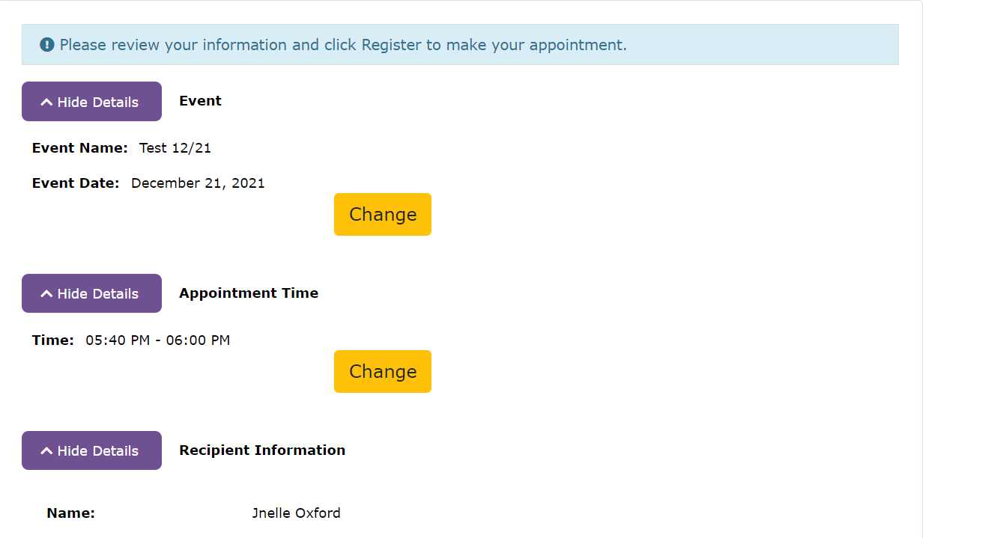 Please review your information and click Register to make your appointment.
Hide Details Event
Event Name: Test 12/21
Event Date: December 21, 2021
Change
Hide Details Appointment Time
Time: 05:40 PM - 06:00 PM
Change
Hide Details Recipient Information
Name: Jnelle Oxford